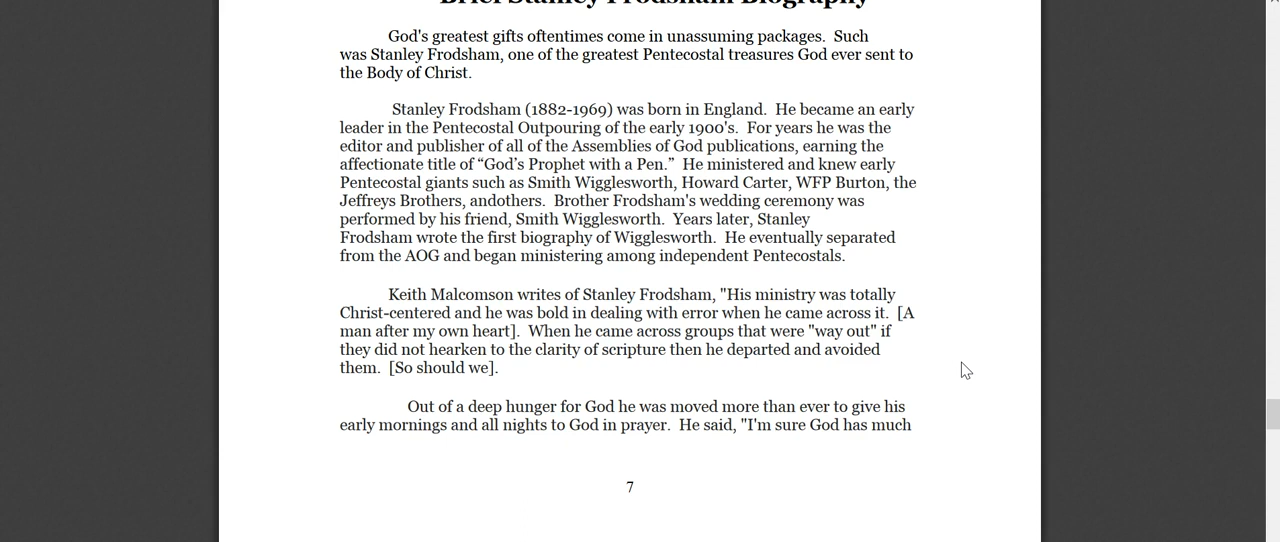 Brief Stanley Frodsham Biography
God's greatest gifts oftentimes come in unassuming packages.  Such
was Stanley Frodsham, one of the greatest Pentecostal treasures God ever sent to
the Body of Christ.
Stanley Frodsham (1882-1969) was born in England.  He became an early
leader in the Pentecostal Outpouring of the early 1900's.  For years he was the
editor and publisher of all of the Assemblies of God publications, earning the
affectionate title of “God’s Prophet with a Pen.”  He ministered and knew early
Pentecostal giants such as Smith Wigglesworth, Howard Carter, WFP Burton, the
Jeffreys Brothers, andothers.  Brother Frodsham's wedding ceremony was
performed by his friend, Smith Wigglesworth.  Years later, Stanley
Frodsham wrote the first biography of Wigglesworth.  He eventually separated
from the AOG and began ministering among independent Pentecostals.
Keith Malcomson writes of Stanley Frodsham, "His ministry was totally
Christ-centered and he was bold in dealing with error when he came across it.  [A
man after my own heart].  When he came across groups that were "way out" if
they did not hearken to the clarity of scripture then he departed and avoided
them.  [So should we].
Out of a deep hunger for God he was moved more than ever to give his
early mornings and all nights to God in prayer.  He said, "I'm sure God has much
7